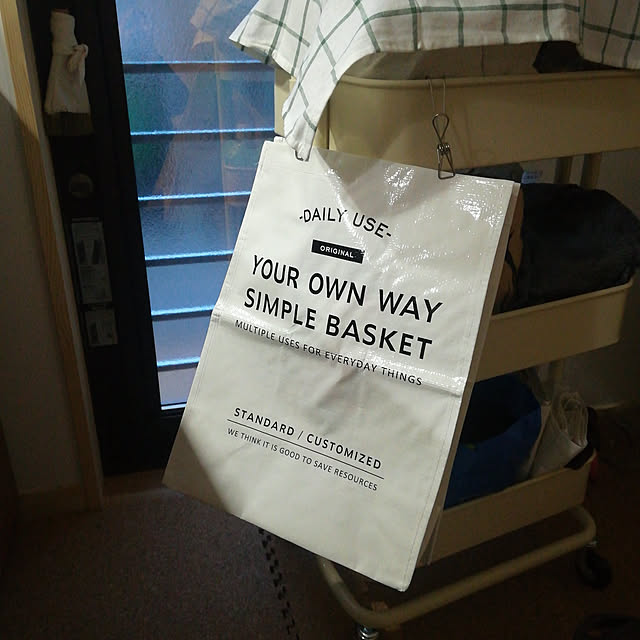 ·DAILY USE·
ORIGINAL
YOUR OWN WAY
SIMPLE BASKET
MULTIPLE USES FOR EVERYDAY THINGS
STANDARD / CUSTOMIZED
WE THINK IT IS GOOD TO SAVE RESOURCES